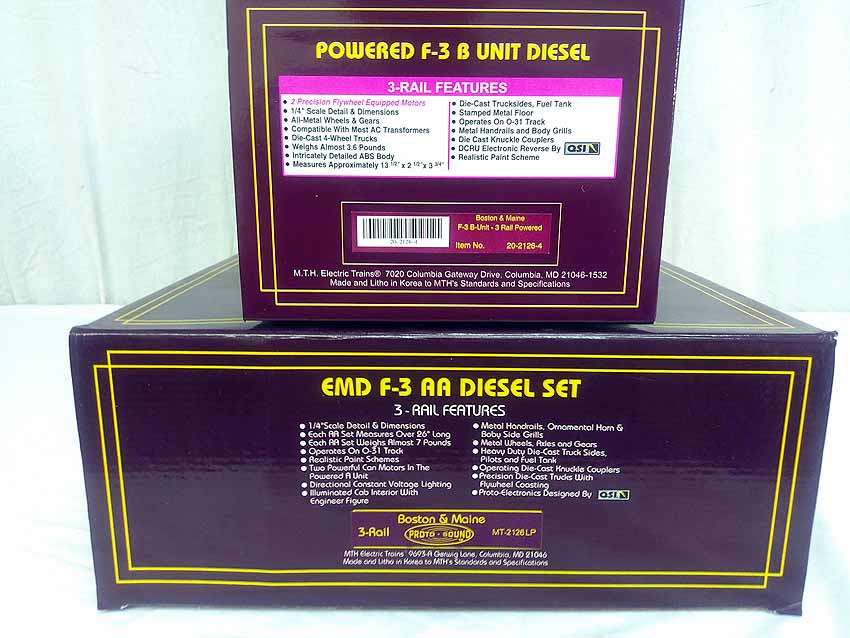 POWERED F-3 B UNIT DIESEL
3-RAIL FEATURES
• 2 Precision Flywheel Equipped Motors
• 1/4" Scale Detail & Dimensions
• All-Metal Wheels & Gears
• Compatible With Most AC Transformers
• Die-Cast 4-Wheel Trucks
• Weighs Almost 3.6 Pounds
• Intricately Detailed ABS Body
• Measures Approximately 13 1/2" x 2 1/2" x 3 3/4"
• Die-Cast Trucksides, Fuel Tank
• Stamped Metal Floor
• Operates On O-31 Track
• Metal Handrails and Body Grills
• Die Cast Knuckle Couplers
• DCRU Electronic Reverse By QSI
• Realistic Paint Scheme
20-2126-4
Boston & Maine
F-3 B-Unit - 3 Rail Powered
Item No. 20-2126-4
M.T.H. Electric Trains® 7020 Columbia Gateway Drive, Columbia, MD 21046-1532
Made and Litho in Korea to MTH's Standards and Specifications
EMD F-3 AA DIESEL SET
3-RAIL FEATURES
• 1/4"Scale Detail & Dimensions
• Each AA Set Measures Over 26" Long
• Each AA Set Weighs Almost 7 Pounds
• Operates On O-31 Track
• Realistic Paint Schemes
• Two Powerful Can Motors In The
Powered A Unit
• Directional Constant Voltage Lighting
• Illuminated Cab Interior With
Engineer Figure
• Metal Handrails, Ornamental Horn &
Baby Side Grills
• Metal Wheels, Axles and Gears
• Heavy Duty Die-Cast Truck Sides,
Pilots and Fuel Tank
• Operating Die-Cast Knuckle Couplers
• Precision Die-Cast Trucks With
Flywheel Coasting
• Proto-Electronics Designed By QSI
Boston & Maine
3-Rail PROTO-SOUND MT-2126LP
MTH Electric Trains® 9693-A Gerwig Lane, Columbia, MD 21046
Made and Litho in Korea to MTH's Standards and Specifications